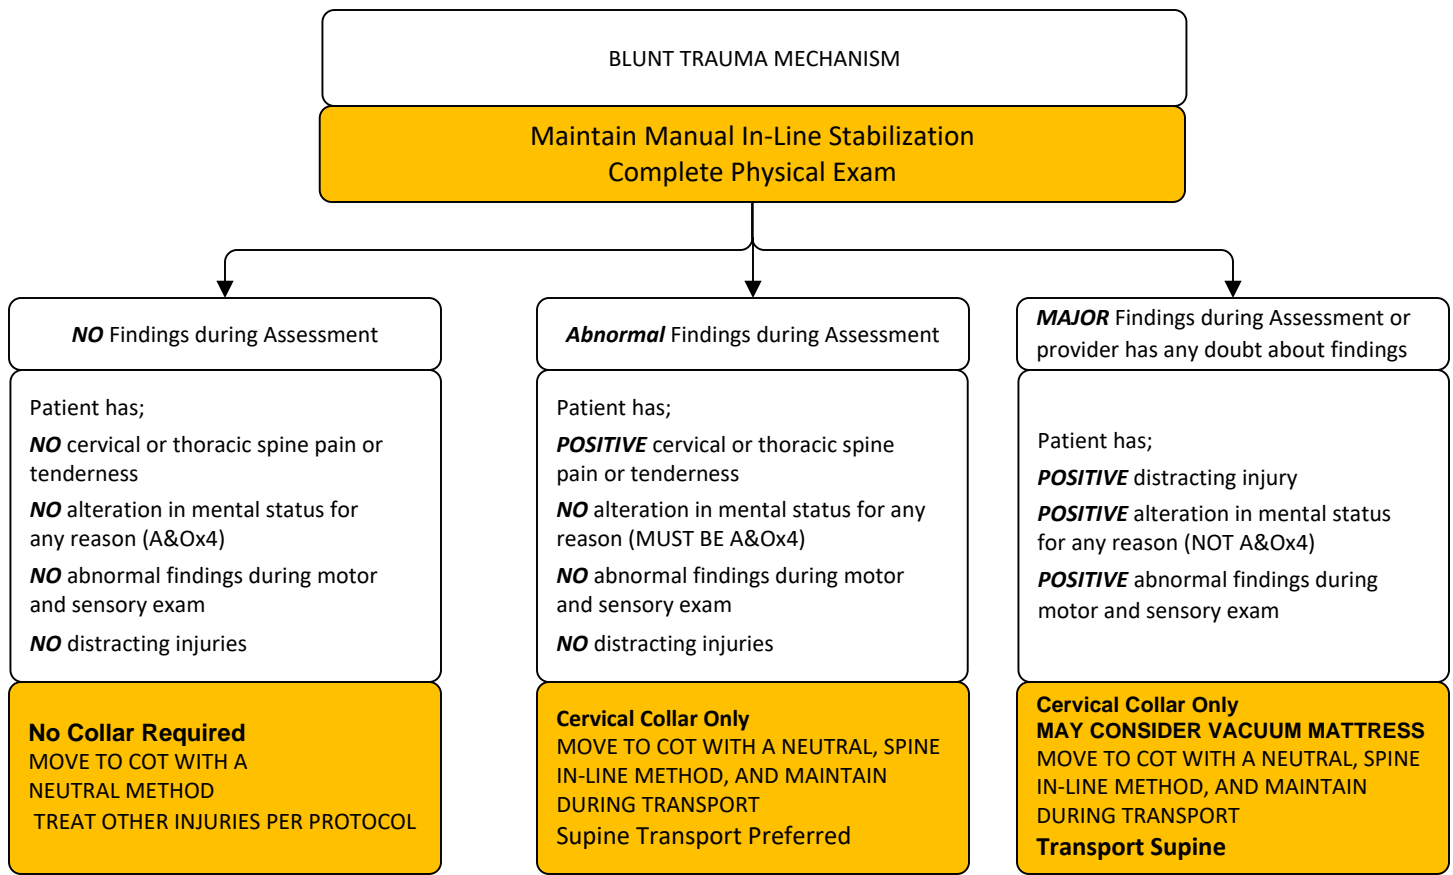 BLUNT TRAUMA MECHANISM
Maintain Manual In-Line Stabilization
Complete Physical Exam
NO Findings during Assessment
Patient has;
NO cervical or thoracic spine pain or
tenderness
NO alteration in mental status for
any reason (A&Ox4)
NO abnormal findings during motor
and sensory exam
NO distracting injuries
No Collar Required
MOVE TO COT WITH A
NEUTRAL METHOD
TREAT OTHER INJURIES PER PROTOCOL
Abnormal Findings during Assessment
Patient has;
POSITIVE cervical or thoracic spine
pain or tenderness
NO alteration in mental status for any
reason (MUST BE A&Ox4)
NO abnormal findings during motor
and sensory exam
NO distracting injuries
Cervical Collar Only
MOVE TO COT WITH A NEUTRAL, SPINE
IN-LINE METHOD, AND MAINTAIN
DURING TRANSPORT
Supine Transport Preferred
MAJOR Findings during Assessment or
provider has any doubt about findings
Patient has;
POSITIVE distracting injury
POSITIVE alteration in mental status
for any reason (NOT A&Ox4)
POSITIVE abnormal findings during
motor and sensory exam
Cervical Collar Only
MAY CONSIDER VACUUM MATTRESS
MOVE TO COT WITH A NEUTRAL, SPINE
IN-LINE METHOD, AND MAINTAIN
DURING TRANSPORT
Transport Supine